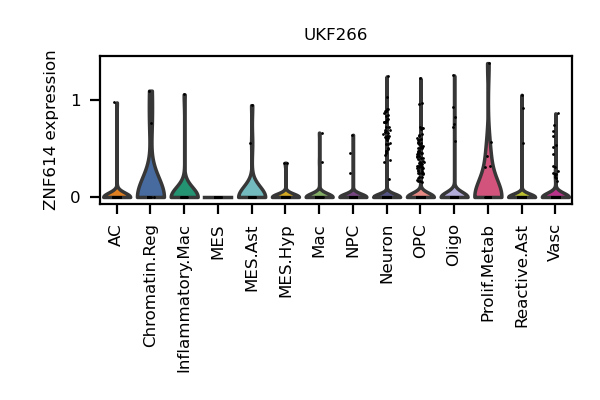 UKF266
ZNF614 expression
1
0
AC
Chromatin.Reg
Inflammatory.Mac
MES
MES.Ast
MES.Hyp
Mac
NPC
Neuron
OPC
Oligo
Prolif.Metab
Reactive.Ast
Vasc